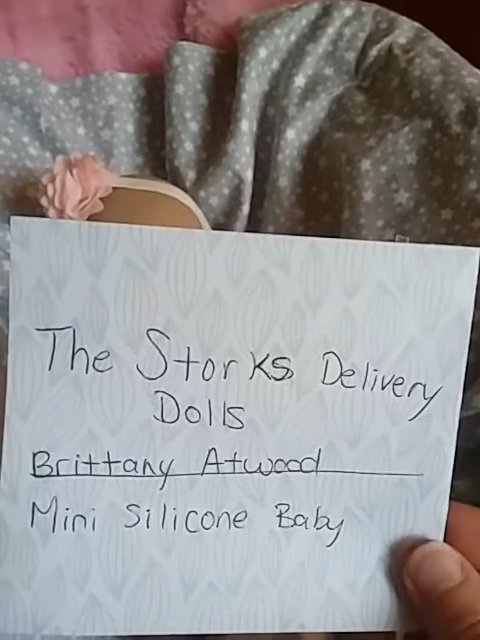 The Storks Delivery
Dolls
Brittany Atwood
Mini Silicone Baby